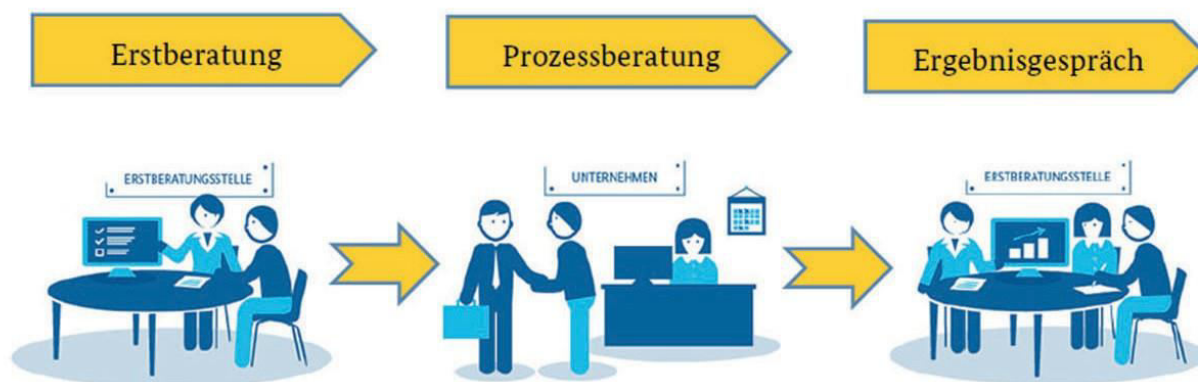 Erstberatung
Prozessberatung
Ergebnisgespräch
ERSTBERATUNGSSTELLE
UNTERNEHMEN
ERSTBERATUNGSSTELLE